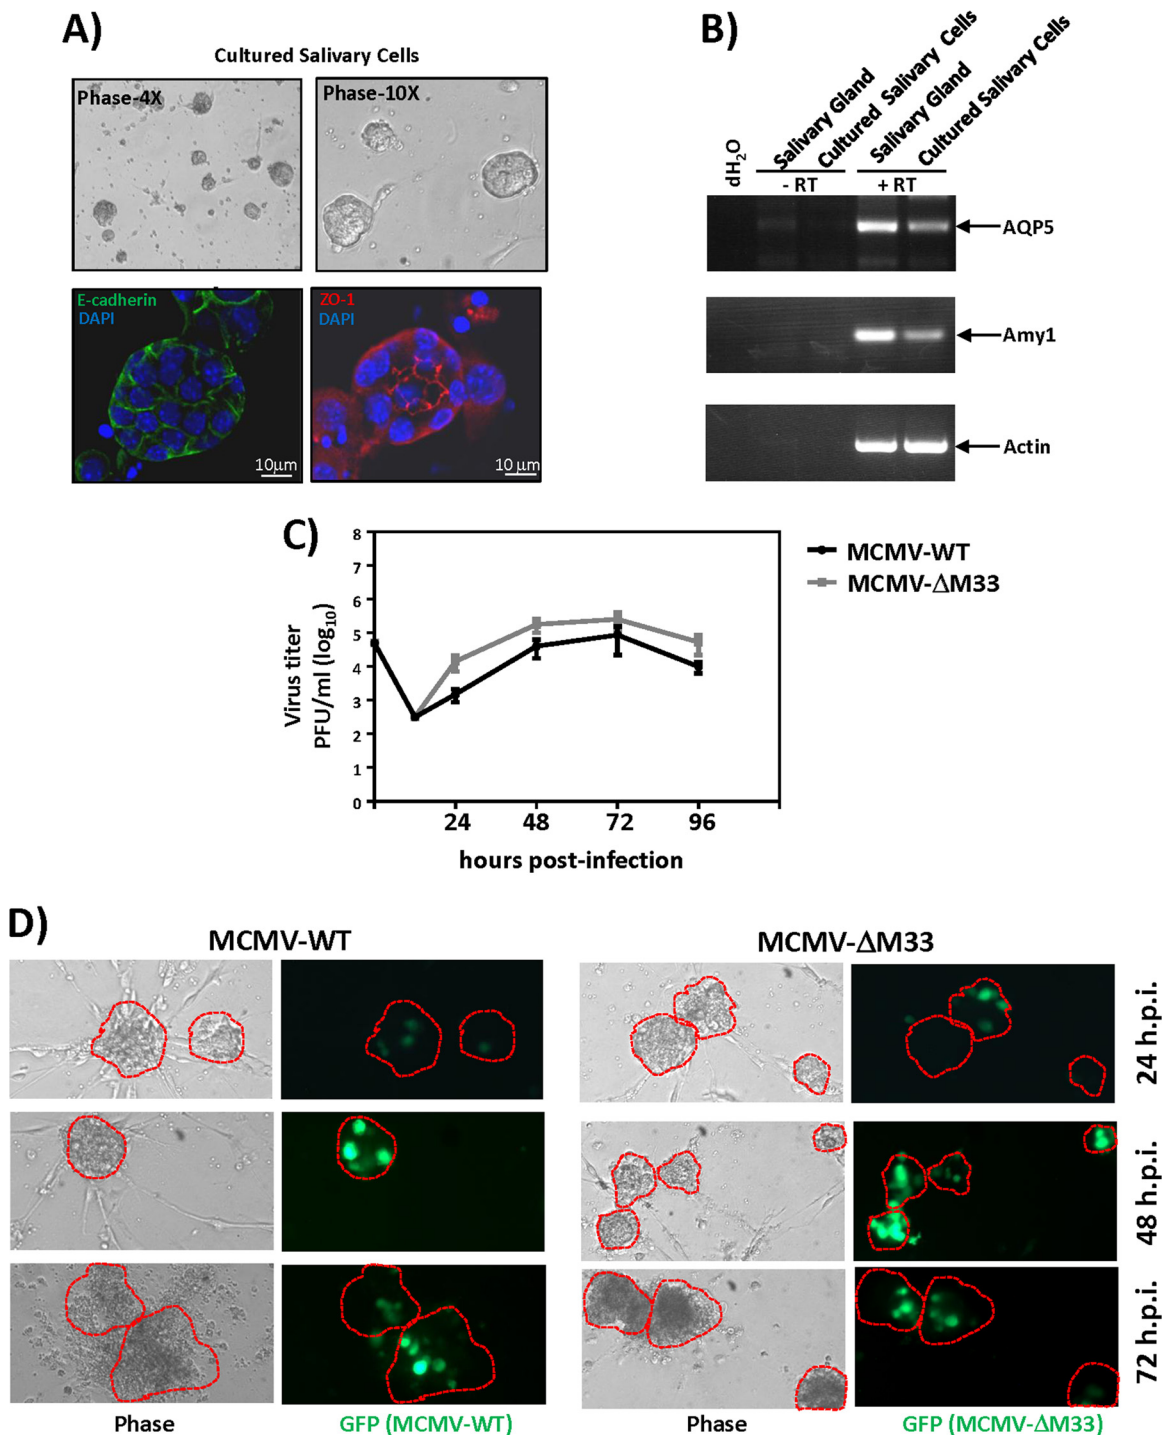 A)
Cultured Salivary Cells
Phase-4X
Phase-10X
E-cadherin
DAPI
10µm
ZO-1
DAPI
10 µm
B)
dH2O
Salivary Gland
Cultured Salivary Cells
Salivary Gland
Cultured Salivary Cells
- RT
+ RT
AQP5
Amy1
Actin
C)
Virus titer
PFU/ml (log10)
8
7
6
5
4
3
2
1
0
24
48
72
96
hours post-infection
MCMV-WT
MCMV-ΔM33
D)
MCMV-WT
MCMV-ΔM33
24 h.p.i.
48 h.p.i.
72 h.p.i.
Phase
GFP (MCMV-WT)
Phase
GFP (MCMV-ΔM33)